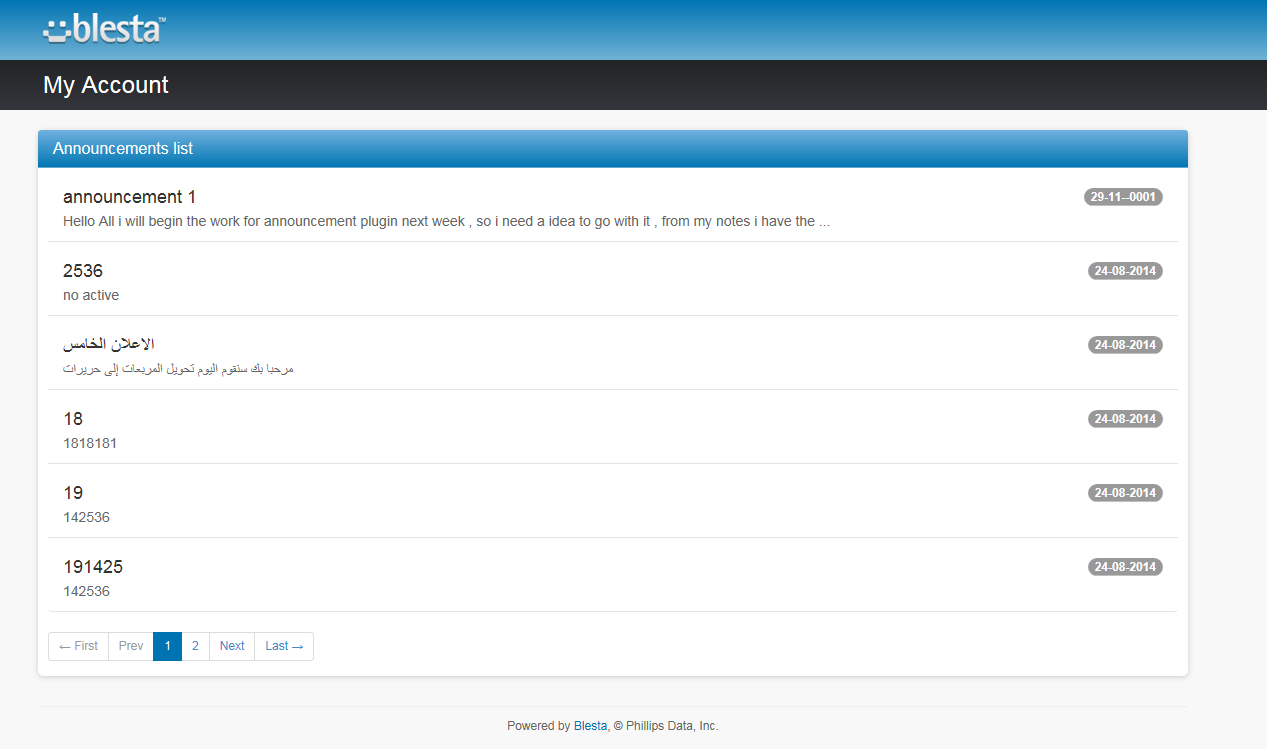 blesta™
My Account
Announcements list
announcement 1 29-11--0001
Hello All i will begin the work for announcement plugin next week , so i need a idea to go with it , from my notes i have the ...
2536 24-08-2014
no active
الاعلان الخامس 24-08-2014
مرحبا بك سنقوم اليوم تحويل المربعات إلى حريرات
18 24-08-2014
1818181
19 24-08-2014
142536
191425 24-08-2014
142536
← First Prev 1 2 Next Last →
Powered by Blesta, © Phillips Data, Inc.